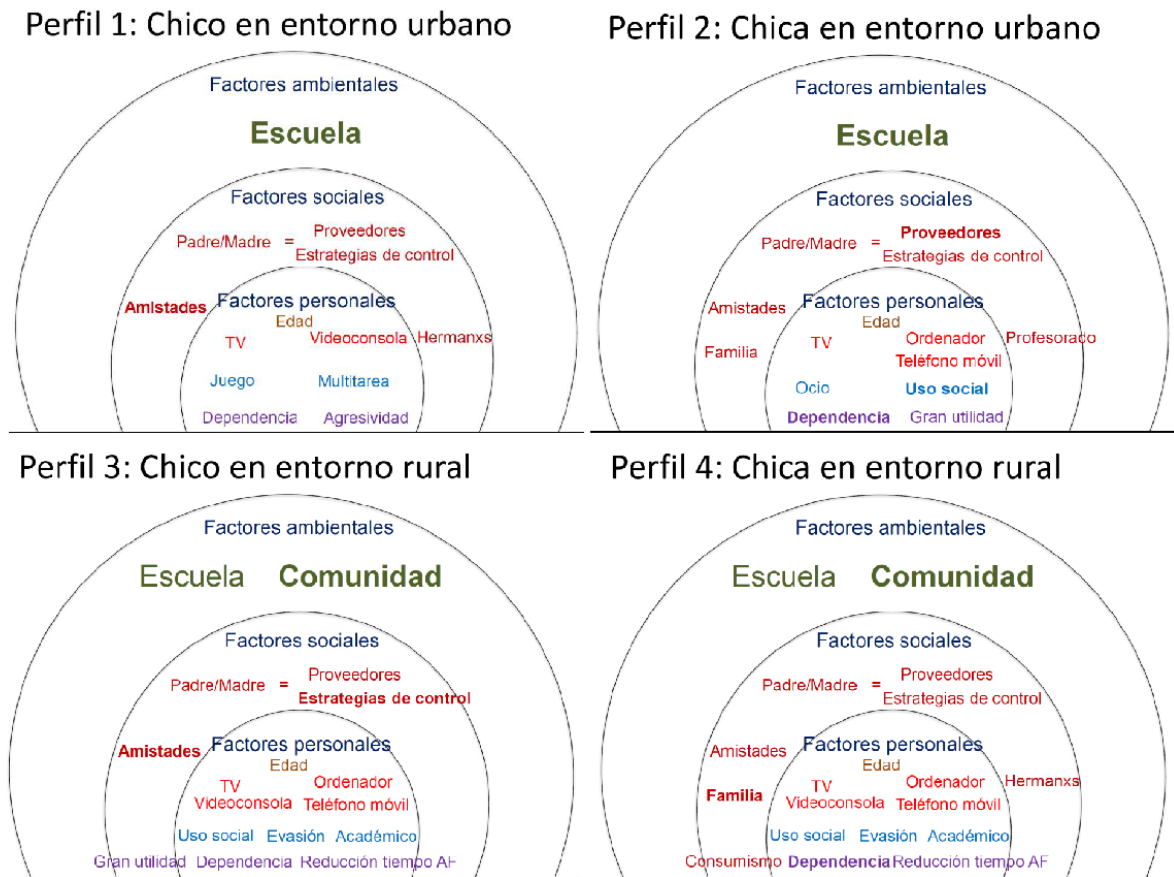 Perfil 1: Chico en entorno urbano
Factores ambientales
Escuela
Factores sociales
Padre/Madre = Proveedores
Estrategias de control
Amistades
Factores personales
Edad
TV Videoconsola Hermanxs
Juego Multitarea
Dependencia Agresividad
Perfil 2: Chica en entorno urbano
Factores ambientales
Escuela
Factores sociales
Padre/Madre = Proveedores
Estrategias de control
Amistades Factores personales
Edad
Familia TV Ordenador Profesorado
Teléfono móvil
Ocio Uso social
Dependencia Gran utilidad
Perfil 3: Chico en entorno rural
Factores ambientales
Escuela Comunidad
Factores sociales
Padre/Madre = Proveedores
Estrategias de control
Amistades Factores personales
Edad
TV Ordenador
Videoconsola Teléfono móvil
Uso social Evasión Académico
Gran utilidad Dependencia Reducción tiempo AF
Perfil 4: Chica en entorno rural
Factores ambientales
Escuela Comunidad
Factores sociales
Padre/Madre = Proveedores
Estrategias de control
Amistades Factores personales
Edad
TV Ordenador Hermanxs
Familia Videoconsola Teléfono móvil
Uso social Evasión Académico
Consumismo Dependencia Reducción tiempo AF